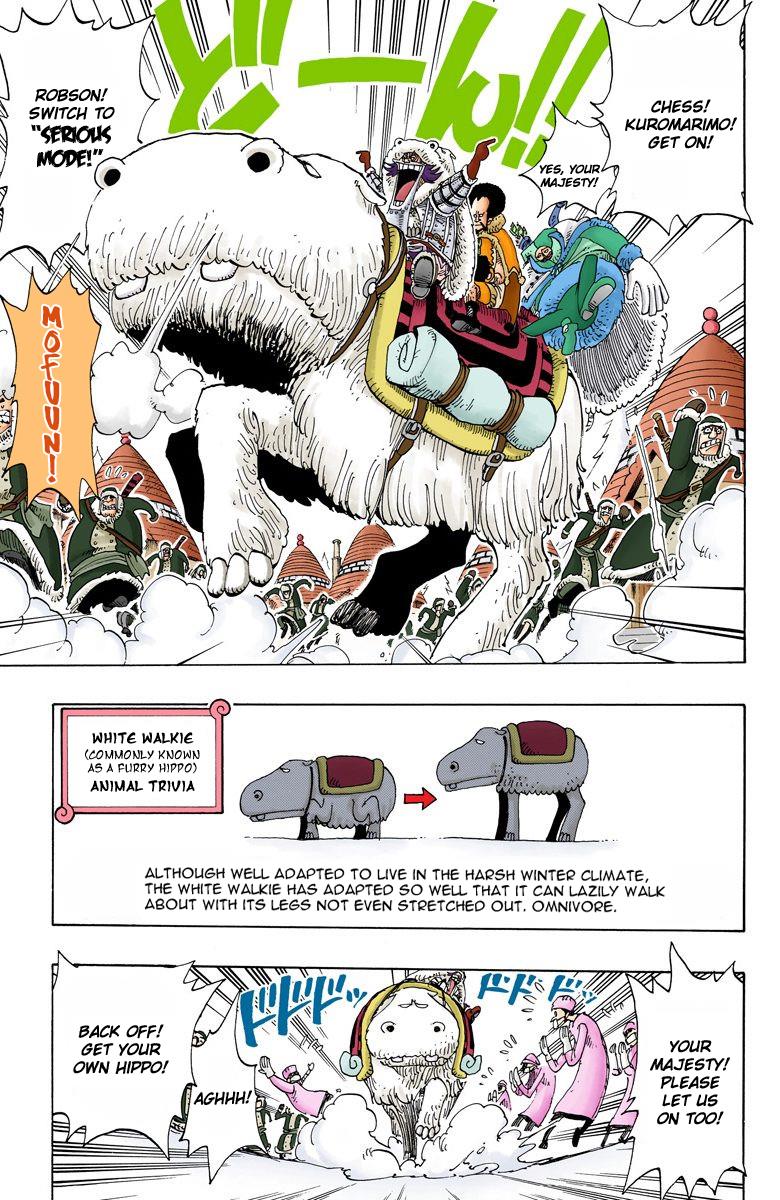 どーん!!
CHESS!
KUROMARIMO!
GET ON!
YES, YOUR
MAJESTY!
ROBSON!
SWITCH TO
"SERIOUS
MODE!"
MOFUUN!
WHITE WALKIE
(COMMONLY KNOWN
AS A FURRY HIPPO)
ANIMAL TRIVIA
ALTHOUGH WELL ADAPTED TO LIVE IN THE HARSH WINTER CLIMATE,
THE WHITE WALKIE HAS ADAPTED SO WELL THAT IT CAN LAZILY WALK
ABOUT WITH ITS LEGS NOT EVEN STRETCHED OUT. OMNIVORE.
YOUR
MAJESTY!
PLEASE
LET US
ON TOO!
ドドドッ
ドドドッ
AGHHH!
BACK OFF!
GET YOUR
OWN HIPPO!